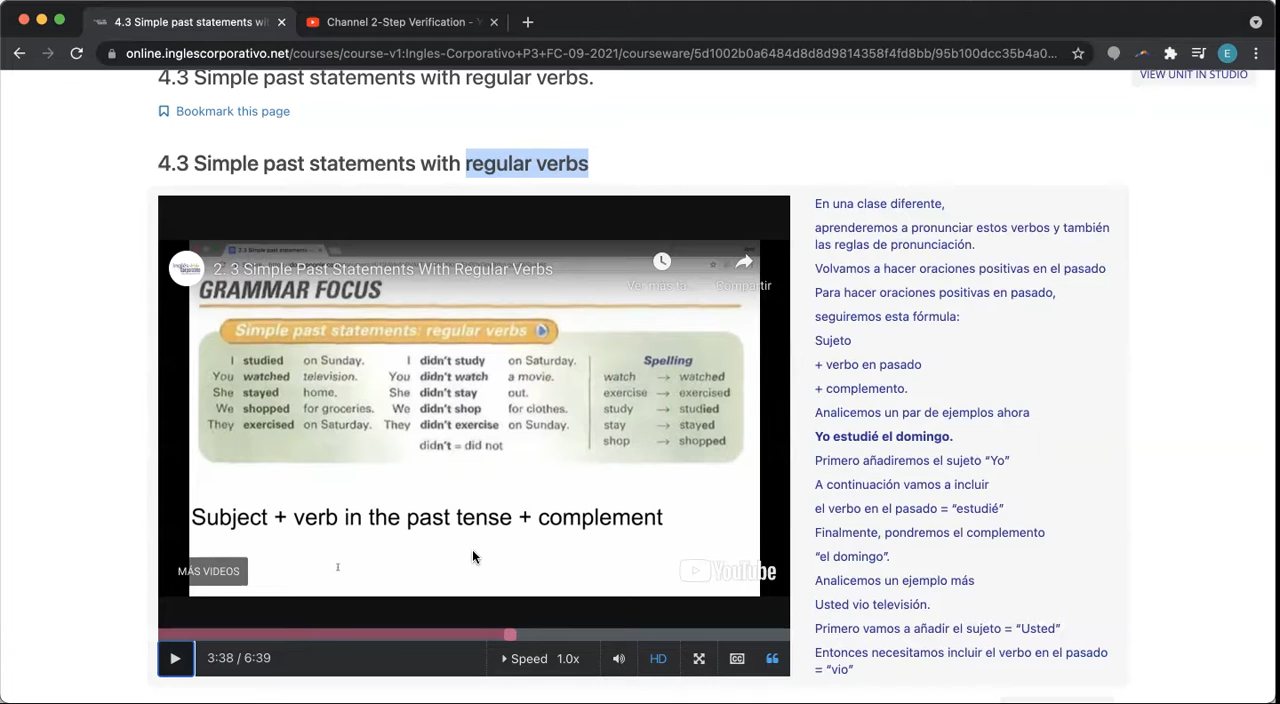 4.3 Simple past statements wit
Channel 2-Step Verification -
online.inglescorporativo.net/courses/course-v1:Ingles-Corporativo+P3+FC-09-2021/courseware/5d1002b0a6484d8d8d9814358f4fd8bb/95b100dcc35b4a0...
E
4.3 Simple past statements with regular verbs.
VIEW UNIT IN STUDIO
Bookmark this page
4.3 Simple past statements with regular verbs
2. 3 Simple Past Statements With Regular Verbs
Ver más ta...
Compartir
GRAMMAR FOCUS
Simple past statements: regular verbs
I studied on Sunday. I didn't study on Saturday. Spelling
You watched television. You didn't watch a movie. watch → watched
She stayed home. She didn't stay out. exercise → exercised
We shopped for groceries. We didn't shop for clothes. study → studied
They exercised on Saturday. They didn't exercise on Sunday. stay → stayed
didn't = did not shop → shopped
Subject + verb in the past tense + complement
MÁS VIDEOS
YouTube
3:38 / 6:39
Speed 1.0x
HD
CC
En una clase diferente,
aprenderemos a pronunciar estos verbos y también
las reglas de pronunciación.
Volvamos a hacer oraciones positivas en el pasado
Para hacer oraciones positivas en pasado,
seguiremos esta fórmula:
Sujeto
+ verbo en pasado
+ complemento.
Analicemos un par de ejemplos ahora
Yo estudié el domingo.
Primero añadiremos el sujeto “Yo”
A continuación vamos a incluir
el verbo en el pasado = “estudié”
Finalmente, pondremos el complemento
“el domingo”.
Analicemos un ejemplo más
Usted vio televisión.
Primero vamos a añadir el sujeto = “Usted”
Entonces necesitamos incluir el verbo en el pasado
= “vio”